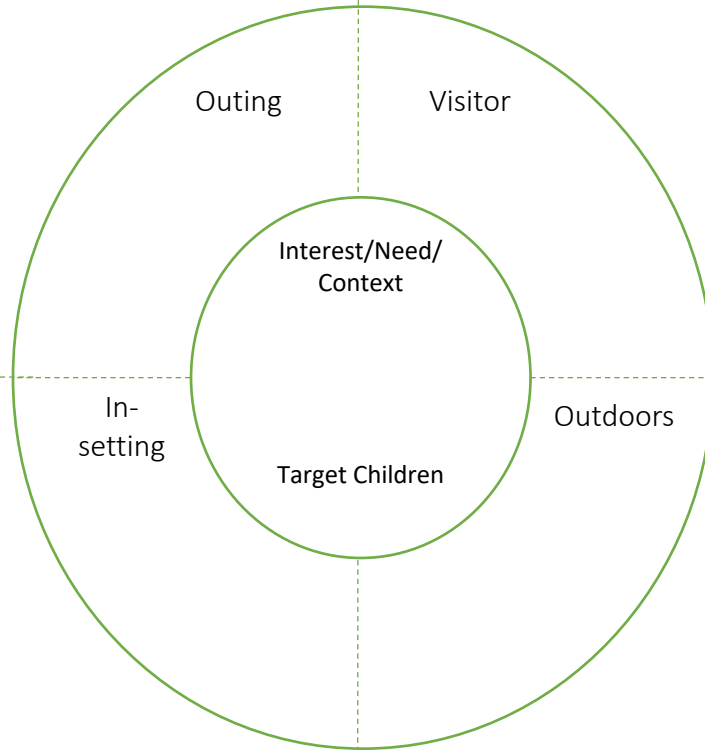 Outing
Visitor
Interest/Need/
Context
In-
setting
Outdoors
Target Children